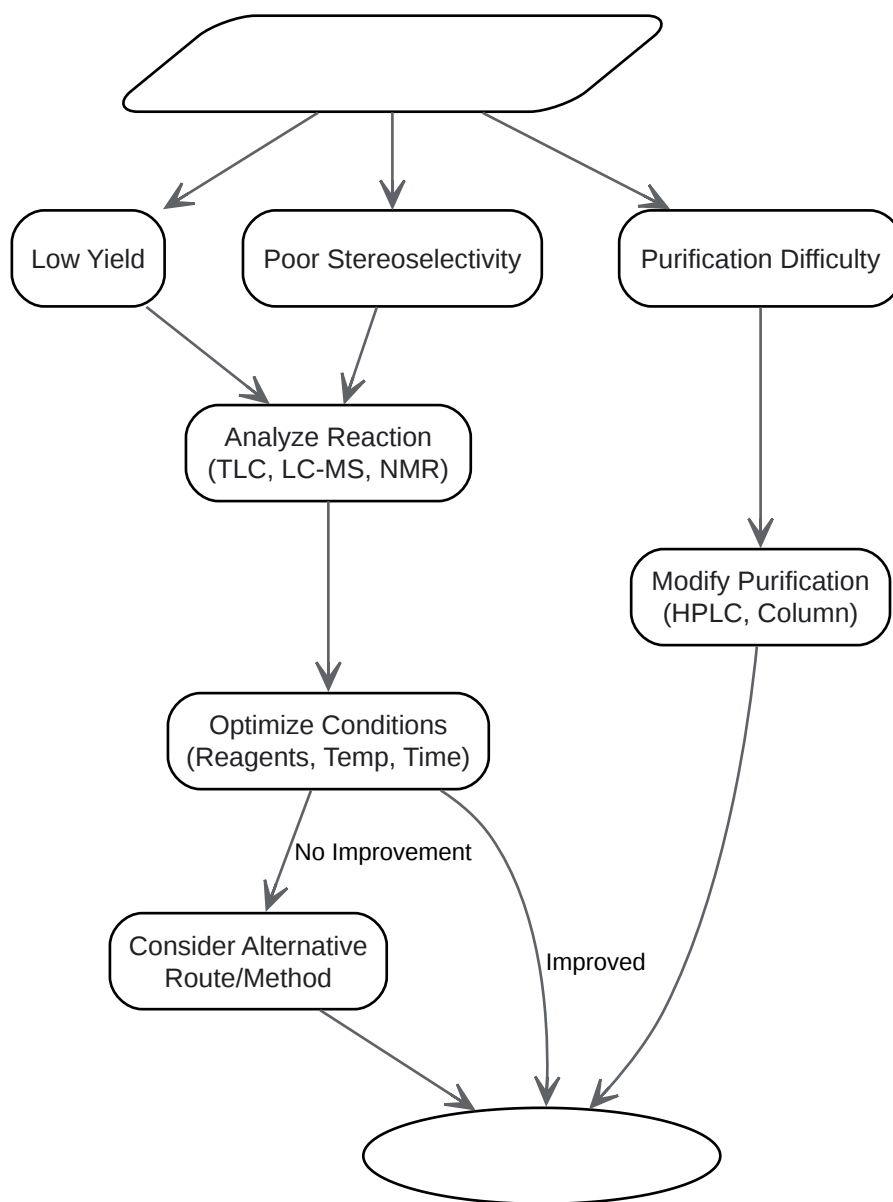 Low Yield
Poor Stereoselectivity
Purification Difficulty
Analyze Reaction
(TLC, LC-MS, NMR)
Modify Purification
(HPLC, Column)
Optimize Conditions
(Reagents, Temp, Time)
No Improvement
Consider Alternative
Route/Method
Improved